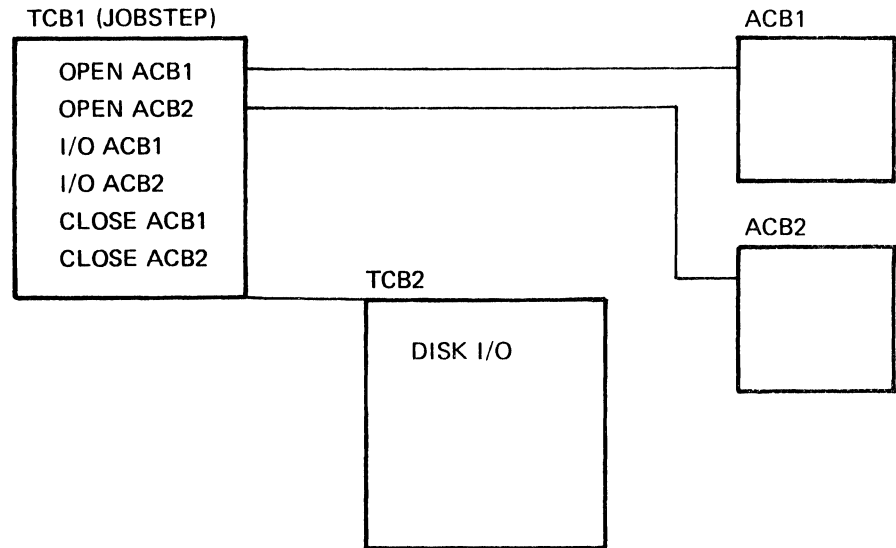 TCB1 (JOBSTEP)
OPEN ACB1
OPEN ACB2
I/O ACB1
I/O ACB2
CLOSE ACB1
CLOSE ACB2
ACB1
ACB2
TCB2
DISK I/O